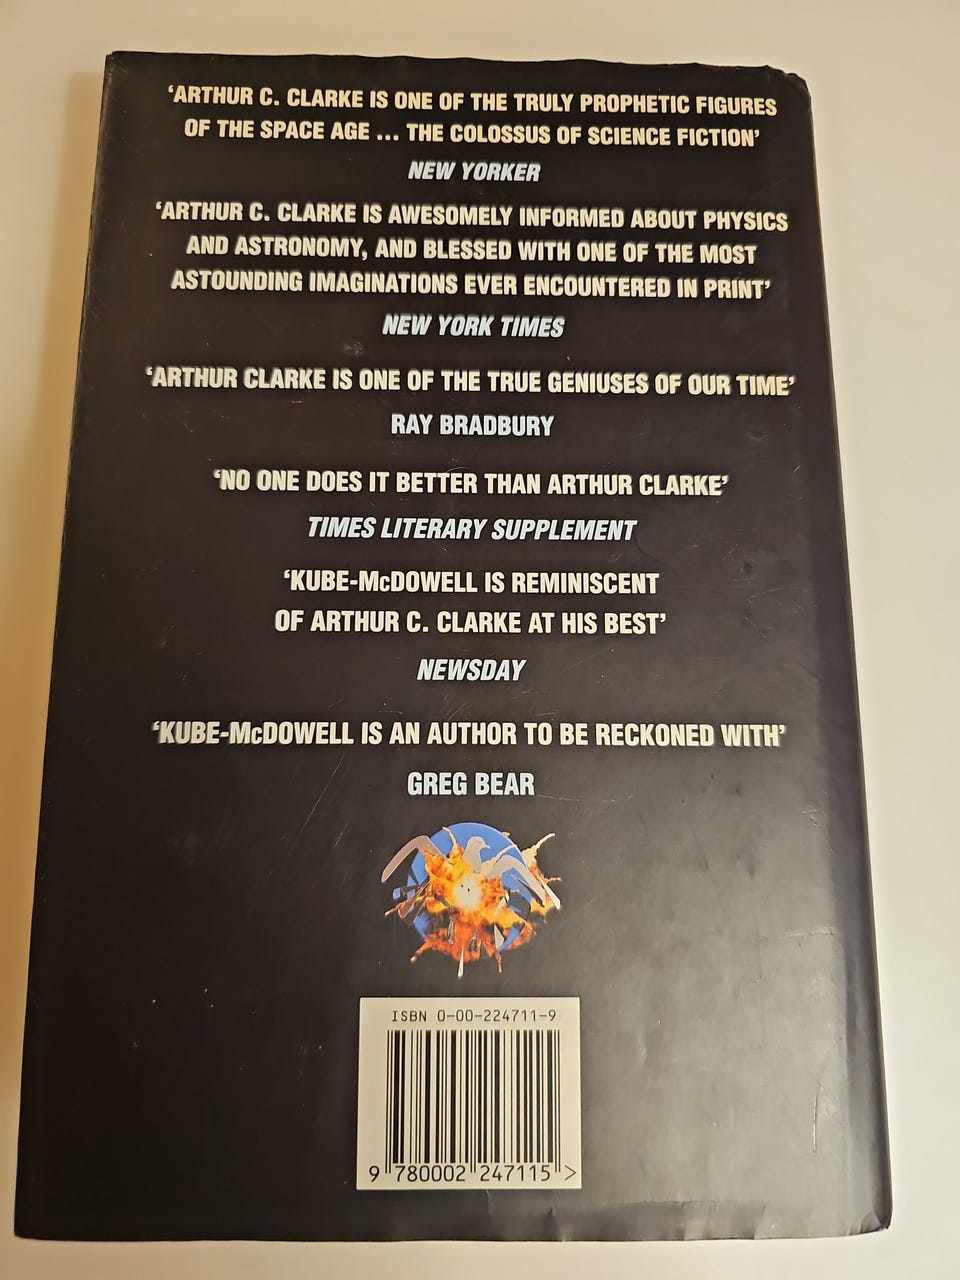 ‘ARTHUR C. CLARKE IS ONE OF THE TRULY PROPHETIC FIGURES
OF THE SPACE AGE ... THE COLOSSUS OF SCIENCE FICTION’
NEW YORKER
‘ARTHUR C. CLARKE IS AWESOMELY INFORMED ABOUT PHYSICS
AND ASTRONOMY, AND BLESSED WITH ONE OF THE MOST
ASTOUNDING IMAGINATIONS EVER ENCOUNTERED IN PRINT’
NEW YORK TIMES
‘ARTHUR CLARKE IS ONE OF THE TRUE GENIUSES OF OUR TIME’
RAY BRADBURY
‘NO ONE DOES IT BETTER THAN ARTHUR CLARKE’
TIMES LITERARY SUPPLEMENT
‘KUBE-McDOWELL IS REMINISCENT
OF ARTHUR C. CLARKE AT HIS BEST’
NEWSDAY
‘KUBE-McDOWELL IS AN AUTHOR TO BE RECKONED WITH’
GREG BEAR
ISBN 0-00-224711-9
9 780002 247115 >